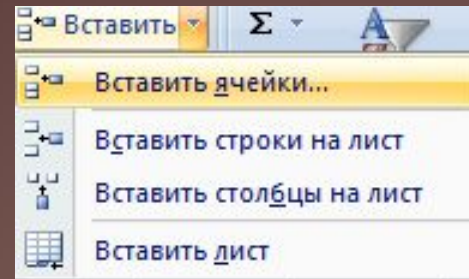 Вставить Σ А
Вставить ячейки...
Вставить строки на лист
Вставить столбцы на лист
Вставить лист